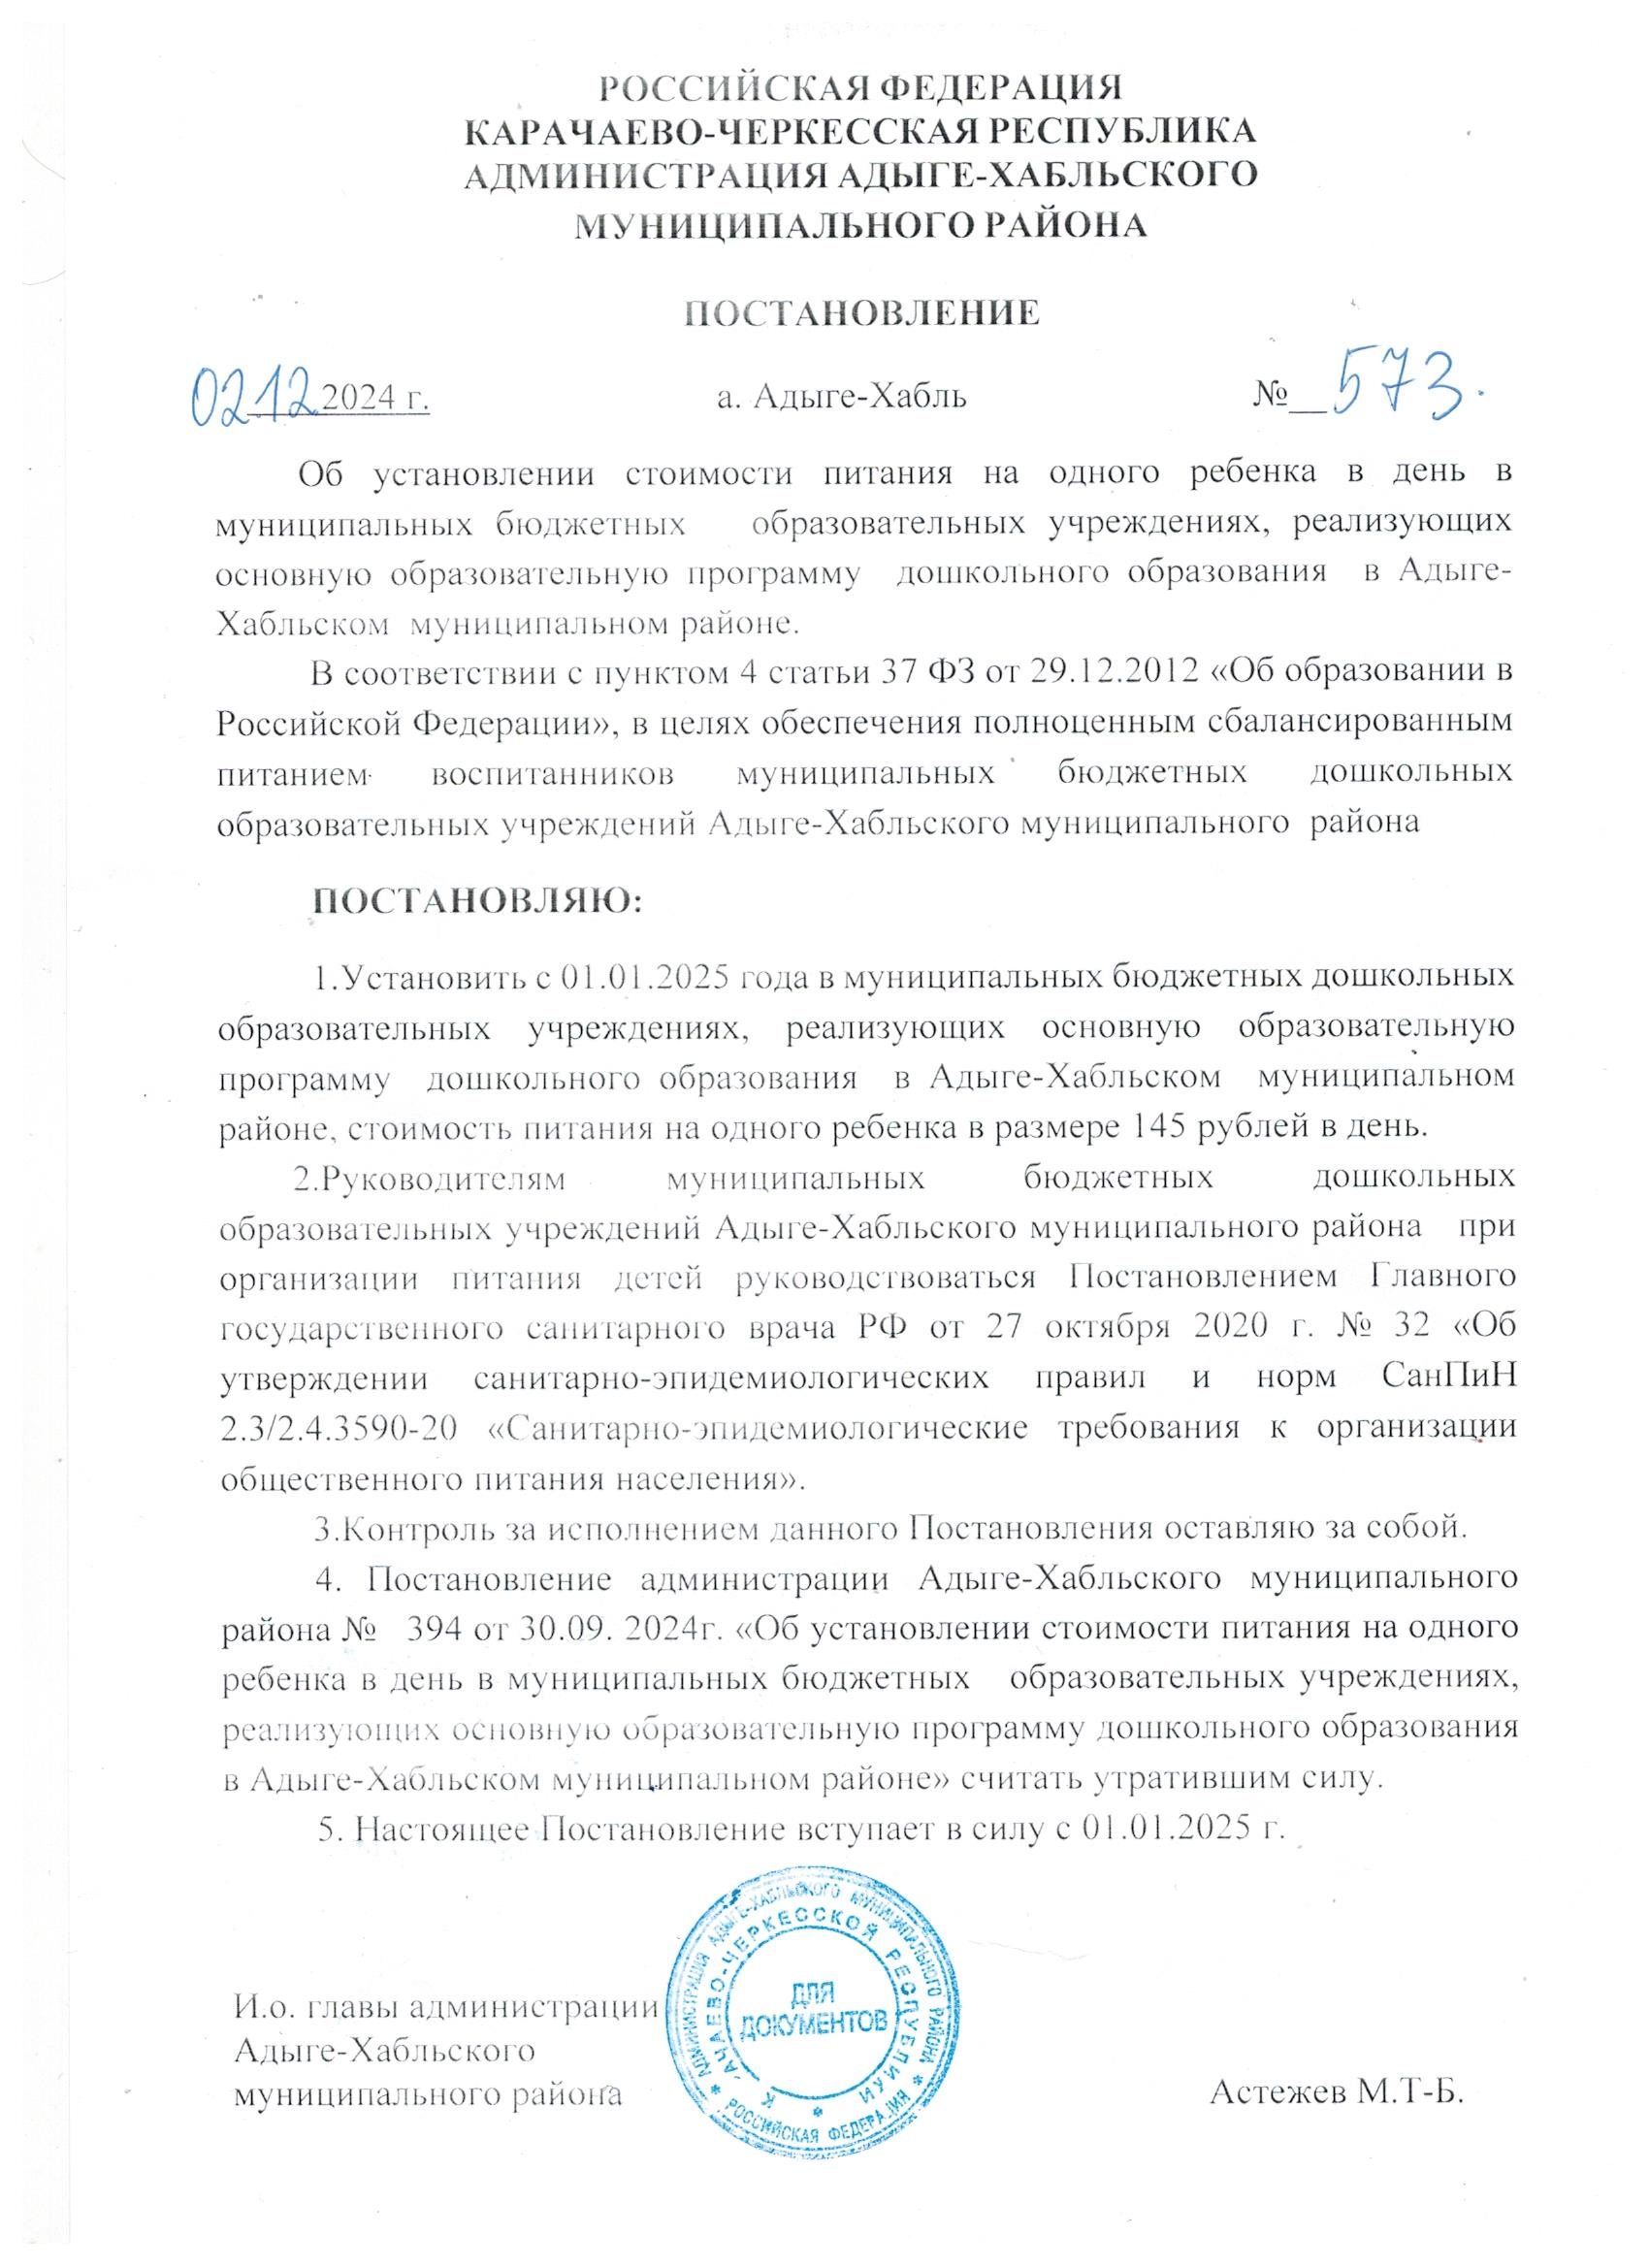 РОССИЙСКАЯ ФЕДЕРАЦИЯ
КАРАЧАЕВО-ЧЕРКЕССКАЯ РЕСПУБЛИКА
АДМИНИСТРАЦИЯ АДЫГЕ-ХАБЛЬСКОГО
МУНИЦИПАЛЬНОГО РАЙОНА
ПОСТАНОВЛЕНИЕ
02.12 2024 г. а. Адыге-Хабль №__573.
Об установлении стоимости питания на одного ребенка в день в
муниципальных бюджетных образовательных учреждениях, реализующих
основную образовательную программу дошкольного образования в Адыге-
Хабльском муниципальном районе.
В соответствии с пунктом 4 статьи 37 ФЗ от 29.12.2012 «Об образовании в
Российской Федерации», в целях обеспечения полноценным сбалансированным
питанием воспитанников муниципальных бюджетных дошкольных
образовательных учреждений Адыге-Хабльского муниципального района
ПОСТАНОВЛЯЮ:
1.Установить с 01.01.2025 года в муниципальных бюджетных дошкольных
образовательных учреждениях, реализующих основную образовательную
программу дошкольного образования в Адыге-Хабльском муниципальном
районе, стоимость питания на одного ребенка в размере 145 рублей в день.
2.Руководителям муниципальных бюджетных дошкольных
образовательных учреждений Адыге-Хабльского муниципального района при
организации питания детей руководствоваться Постановлением Главного
государственного санитарного врача РФ от 27 октября 2020 г. № 32 «Об
утверждении санитарно-эпидемиологических правил и норм СанПиН
2.3/2.4.3590-20 «Санитарно-эпидемиологические требования к организации
общественного питания населения».
3.Контроль за исполнением данного Постановления оставляю за собой.
4. Постановление администрации Адыге-Хабльского муниципального
района № 394 от 30.09. 2024г. «Об установлении стоимости питания на одного
ребенка в день в муниципальных бюджетных образовательных учреждениях,
реализующих основную образовательную программу дошкольного образования
в Адыге-Хабльском муниципальном районе» считать утратившим силу.
5. Настоящее Постановление вступает в силу с 01.01.2025 г.
АДМИНИСТРАЦИЯ АДЫГЕ-ХАБЛЬСКОГО МУНИЦИПАЛЬНОГО РАЙОНА
РОССИЙСКАЯ ФЕДЕРАЦИЯ
КАРАЧАЕВО-ЧЕРКЕССКОЙ РЕСПУБЛИКИ
ДЛЯ
ДОКУМЕНТОВ
И.о. главы администрации
Адыге-Хабльского
муниципального района Астежев М.Т-Б.